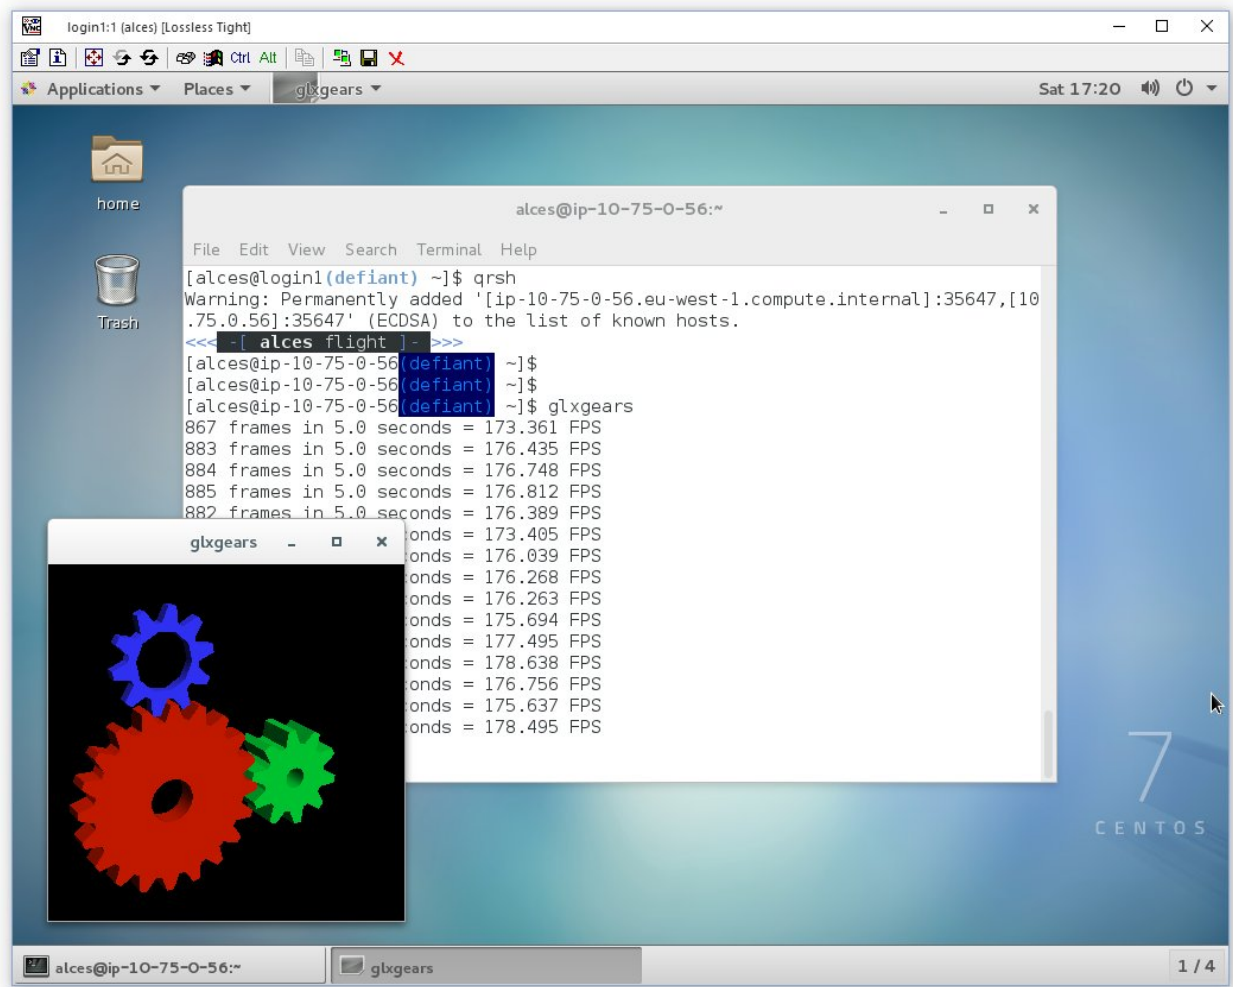 login1:1 (alces) [Lossless Tight]
Ctrl Alt
Applications Places glxgears Sat 17:20
home
Trash
alces@ip-10-75-0-56:~
File Edit View Search Terminal Help
[alces@login1(defiant) ~]$ qrsh
Warning: Permanently added '[ip-10-75-0-56.eu-west-1.compute.internal]:35647,[10
.75.0.56]:35647' (ECDSA) to the list of known hosts.
<<< -[ alces flight ]- >>>
[alces@ip-10-75-0-56(defiant) ~]$
[alces@ip-10-75-0-56(defiant) ~]$
[alces@ip-10-75-0-56(defiant) ~]$ glxgears
867 frames in 5.0 seconds = 173.361 FPS
883 frames in 5.0 seconds = 176.435 FPS
884 frames in 5.0 seconds = 176.748 FPS
885 frames in 5.0 seconds = 176.812 FPS
882 frames in 5.0 seconds = 176.389 FPS
onds = 173.405 FPS
onds = 176.039 FPS
onds = 176.268 FPS
onds = 176.263 FPS
onds = 175.694 FPS
onds = 177.495 FPS
onds = 178.638 FPS
onds = 176.756 FPS
onds = 175.637 FPS
onds = 178.495 FPS
glxgears
7
CENTOS
alces@ip-10-75-0-56:~ glxgears 1 / 4